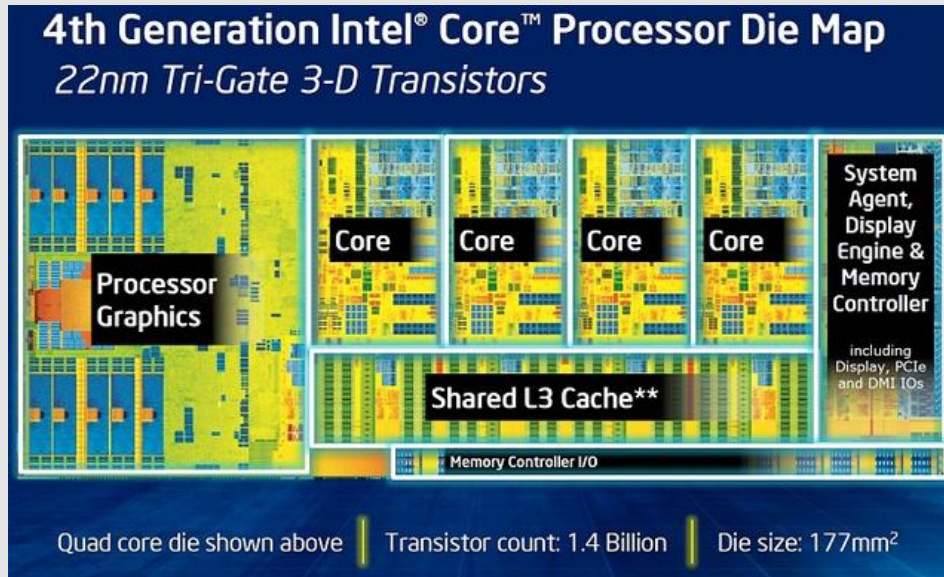 4th Generation Intel® Core™ Processor Die Map
22nm Tri-Gate 3-D Transistors
Processor
Graphics
Core
Core
Core
Core
System
Agent,
Display
Engine &
Memory
Controller
including
Display, PCIe
and DMI IOs
Shared L3 Cache**
Memory Controller I/O
Quad core die shown above
Transistor count: 1.4 Billion
Die size: 177mm²